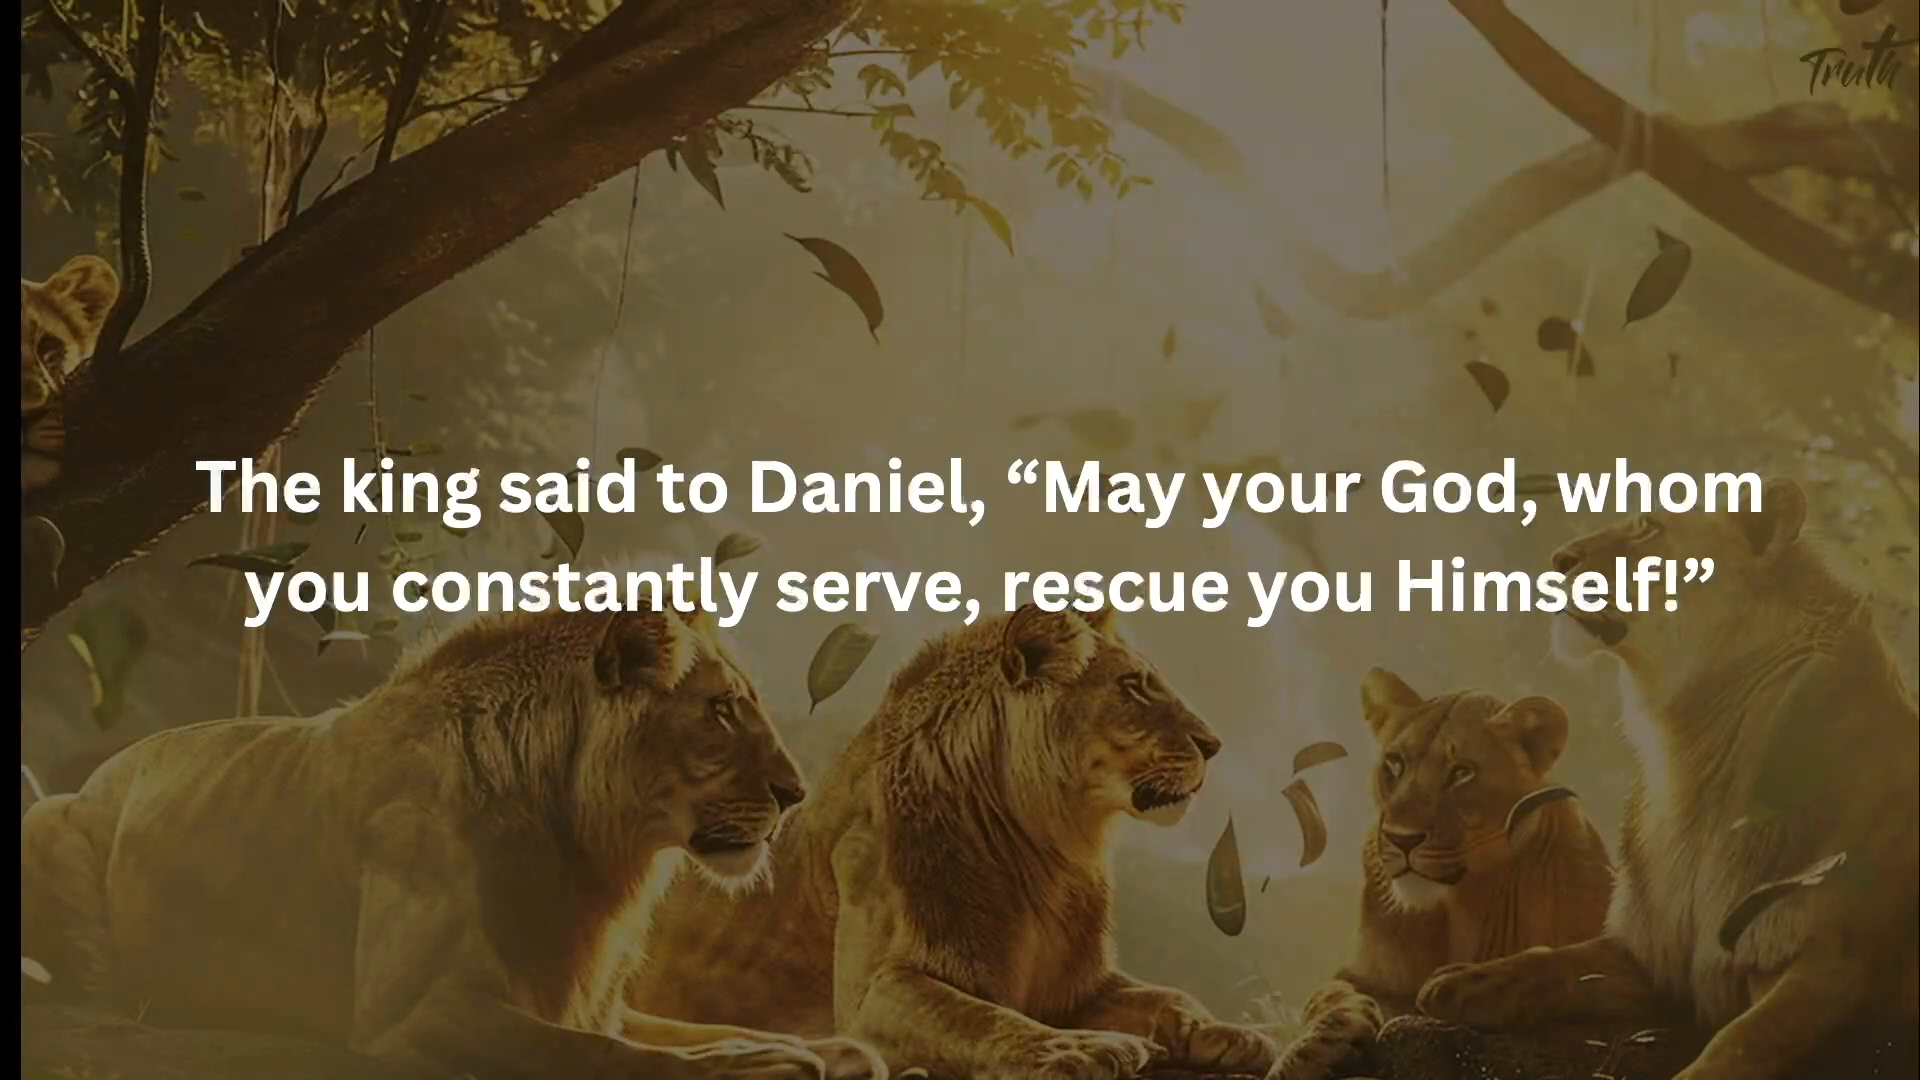 Truth
The king said to Daniel, “May your God, whom
you constantly serve, rescue you Himself!”